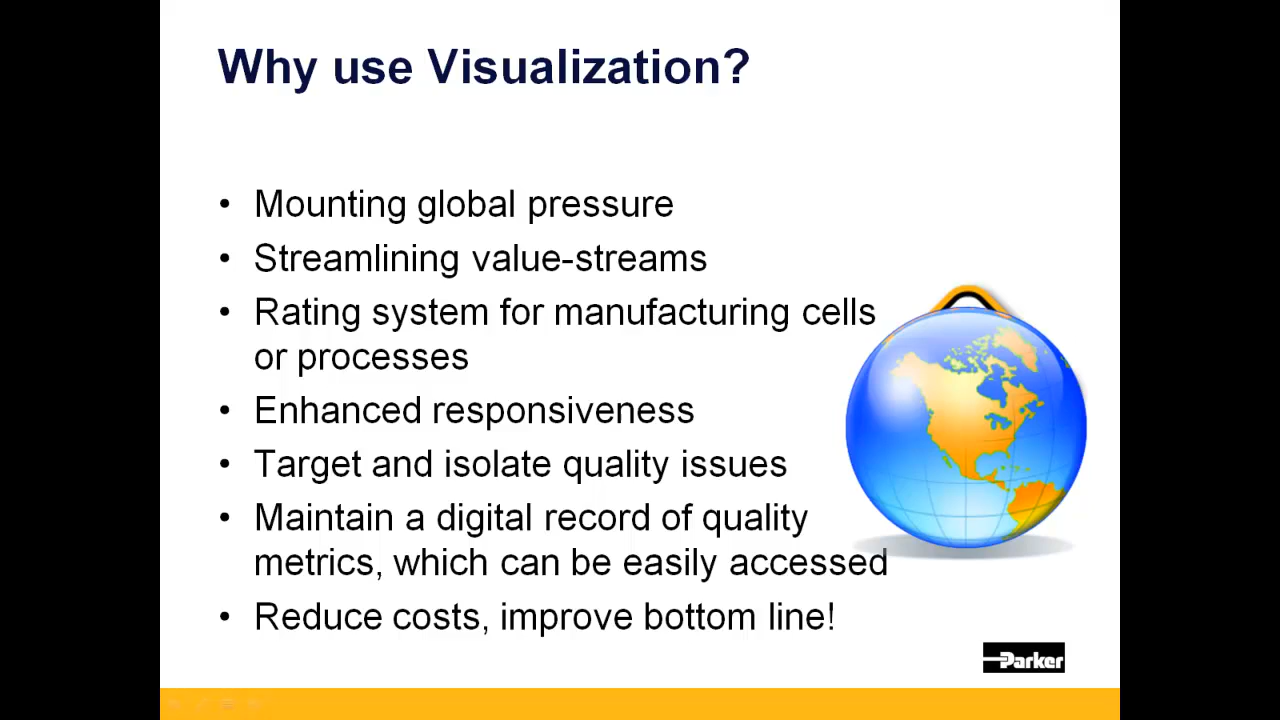 Why use Visualization?
• Mounting global pressure
• Streamlining value-streams
• Rating system for manufacturing cells
or processes
• Enhanced responsiveness
• Target and isolate quality issues
• Maintain a digital record of quality
metrics, which can be easily accessed
• Reduce costs, improve bottom line!
Parker